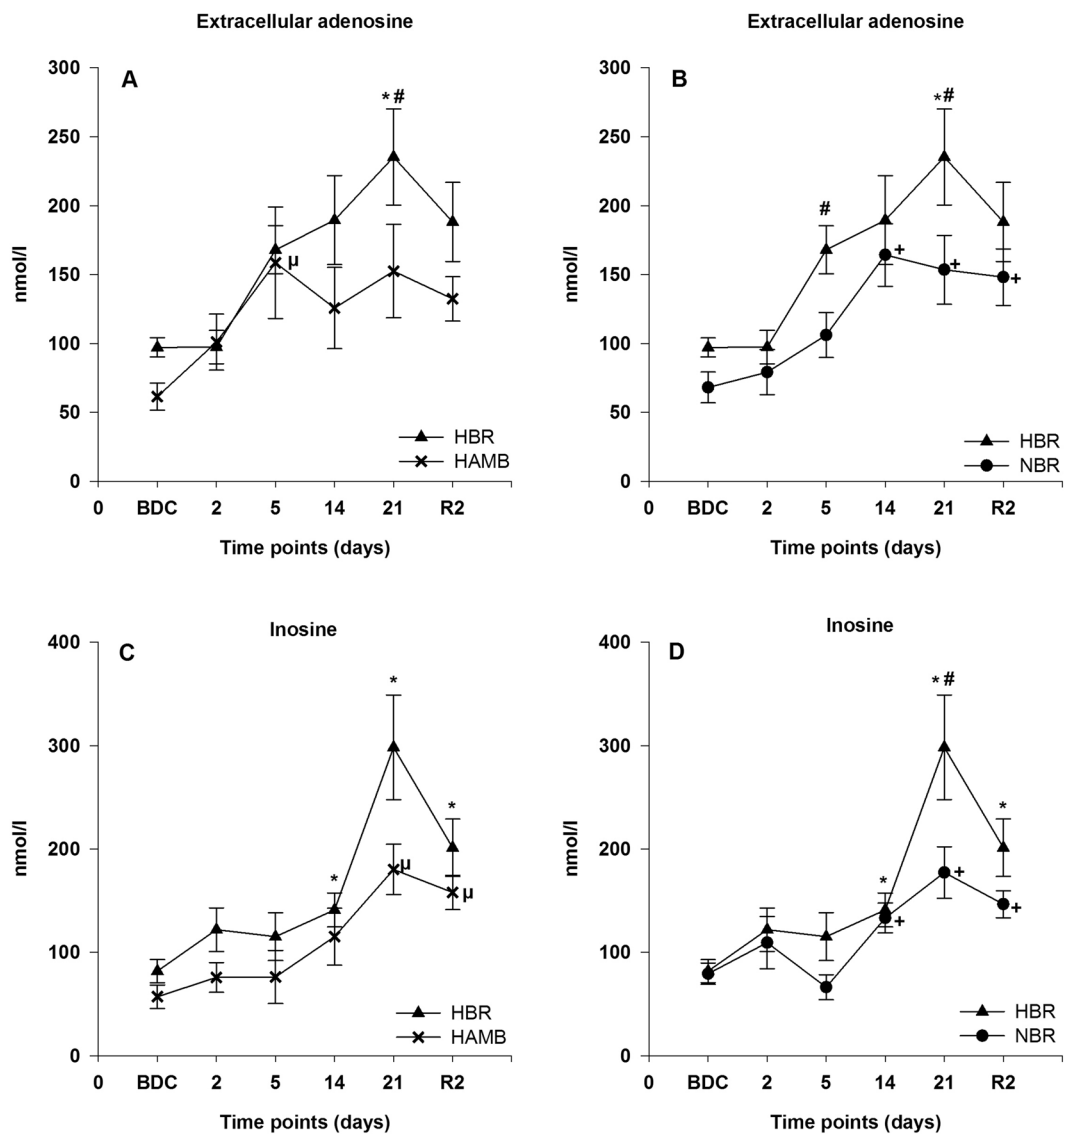 Extracellular adenosine
A
300
250
200
150
100
50
0
nmol/l
* #
µ
HBR
HAMB
0 BDC 2 5 14 21 R2
Time points (days)
Extracellular adenosine
B
300
250
200
150
100
50
0
nmol/l
*#
#
+
+
+
HBR
NBR
0 BDC 2 5 14 21 R2
Time points (days)
Inosine
C
400
300
200
100
0
nmol/l
*
*
*
µ
µ
HBR
HAMB
0 BDC 2 5 14 21 R2
Time points (days)
Inosine
D
400
300
200
100
0
nmol/l
* #
*
*
+
+
+
HBR
NBR
0 BDC 2 5 14 21 R2
Time points (days)